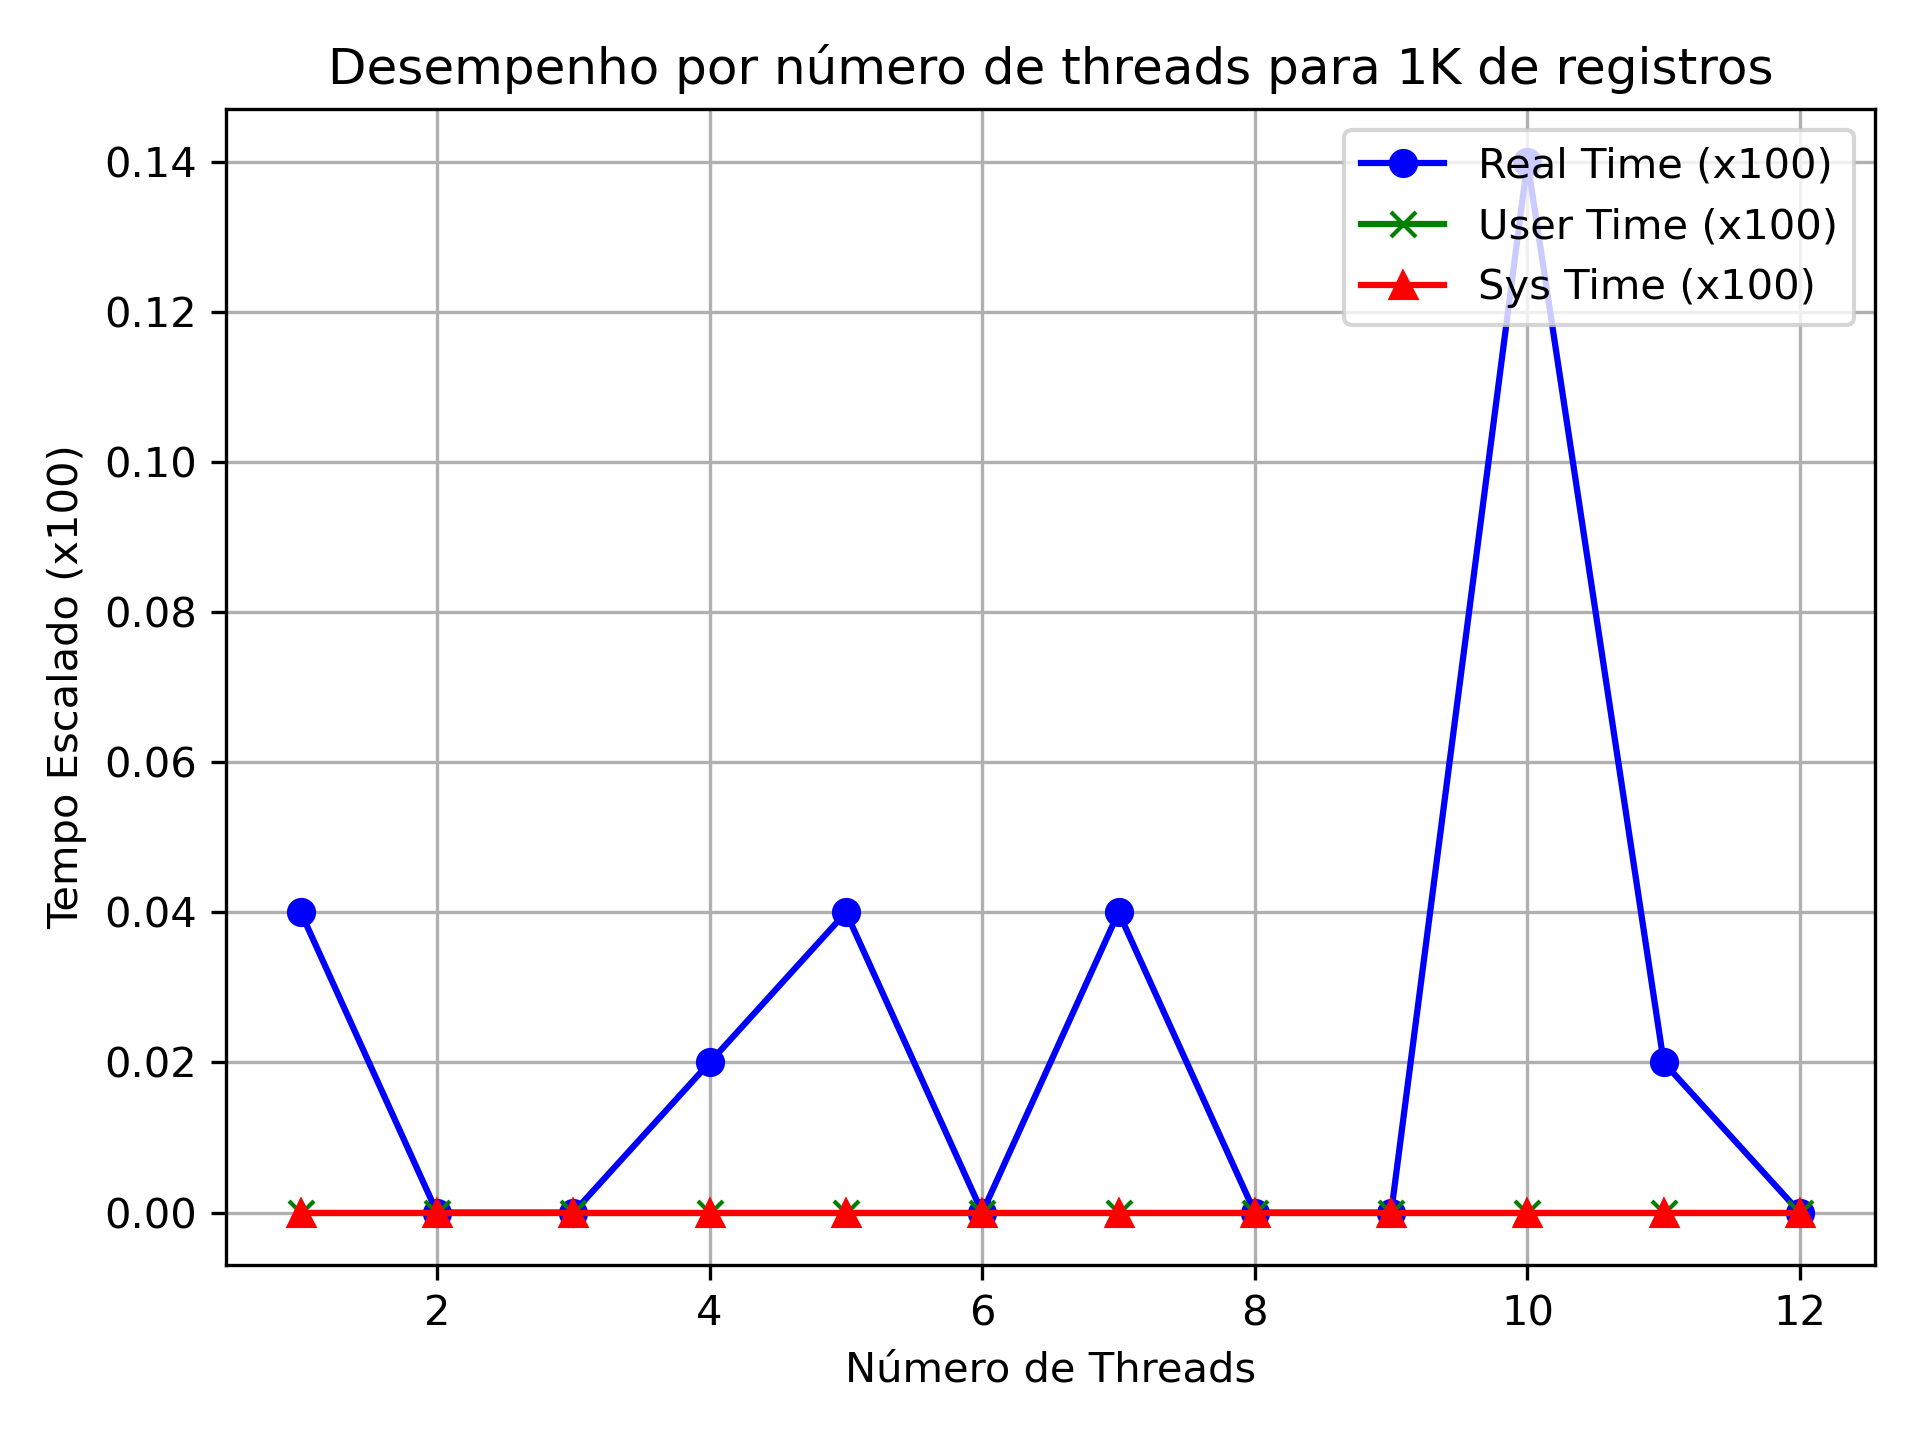 Desempenho por número de threads para 1K de registros
Real Time (x100)
User Time (x100)
Sys Time (x100)
0.14
0.12
0.10
0.08
0.06
0.04
0.02
0.00
Tempo Escalado (x100)
2 4 6 8 10 12
Número de Threads